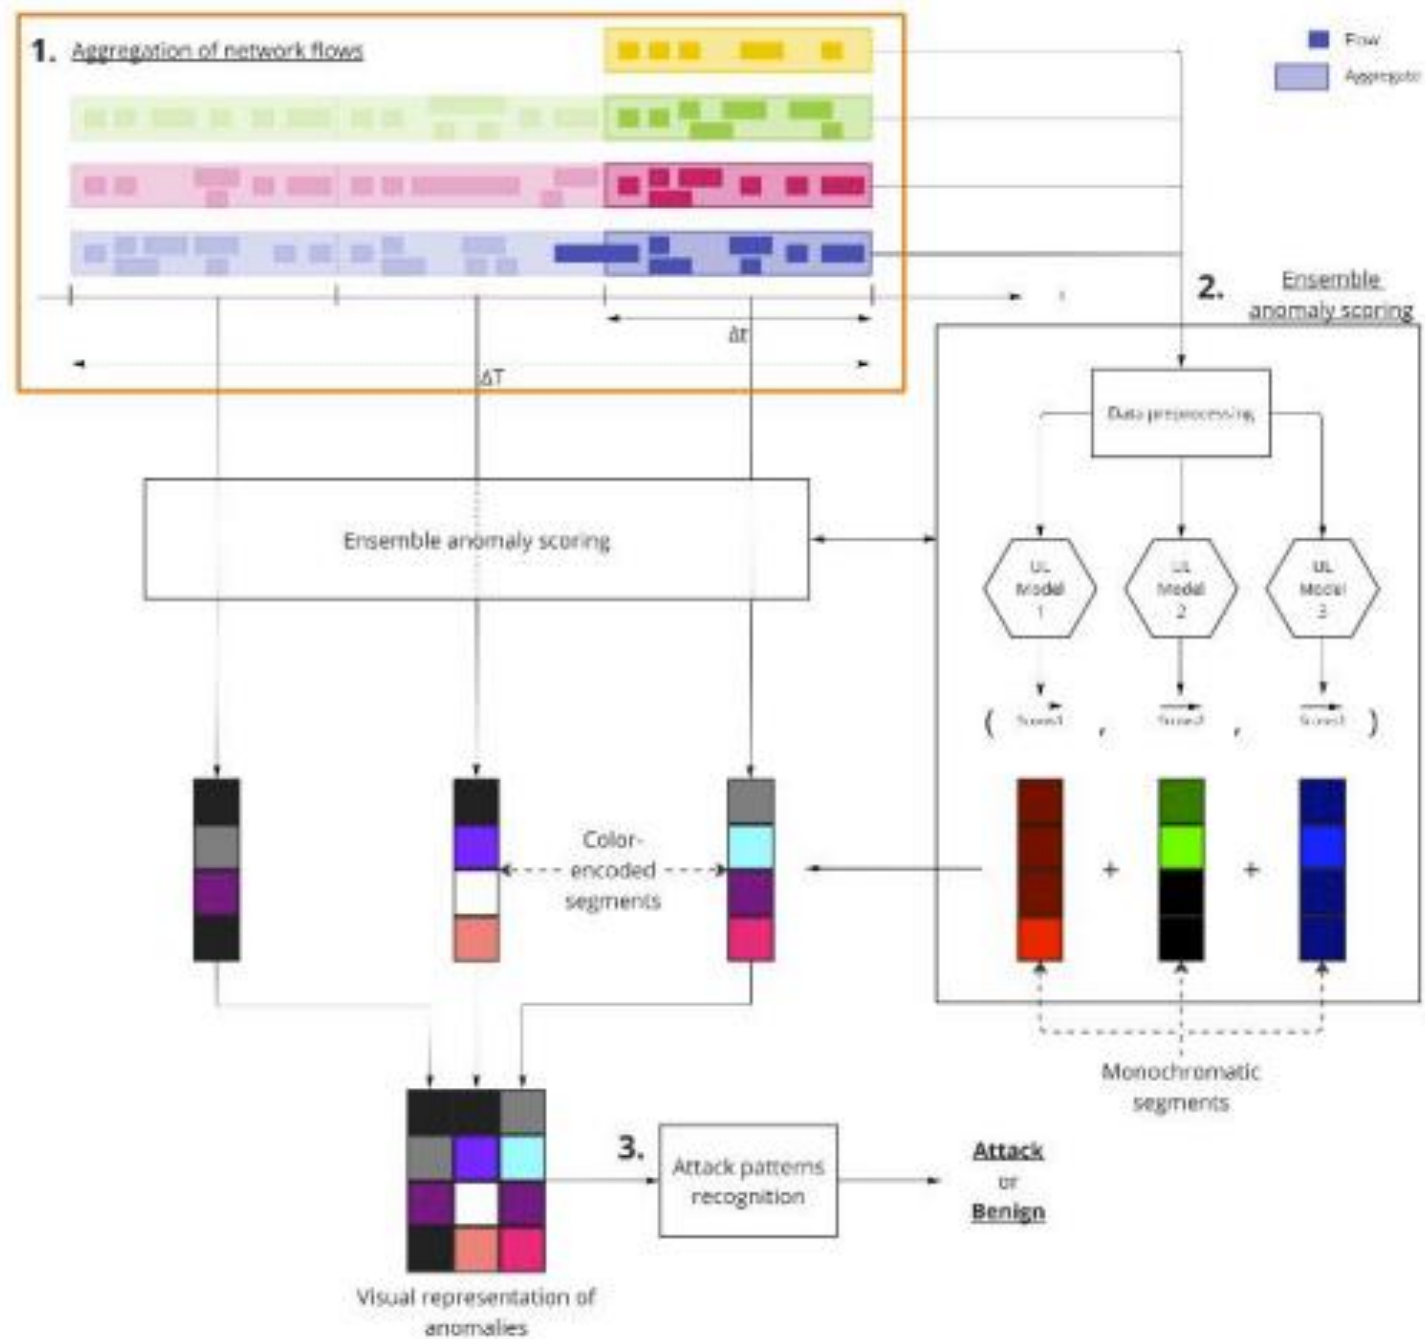 1. Aggregation of network flows
Flow
Aggregate
2. Ensemble
anomaly scoring
Δt
ΔT
Data preprocessing
Ensemble anomaly scoring
UL
Model
1
UL
Model
2
UL
Model
3
( , , )
Color-
encoded
segments
+ +
Monochromatic
segments
3.
Attack patterns
recognition
Attack
or
Benign
Visual representation of
anomalies